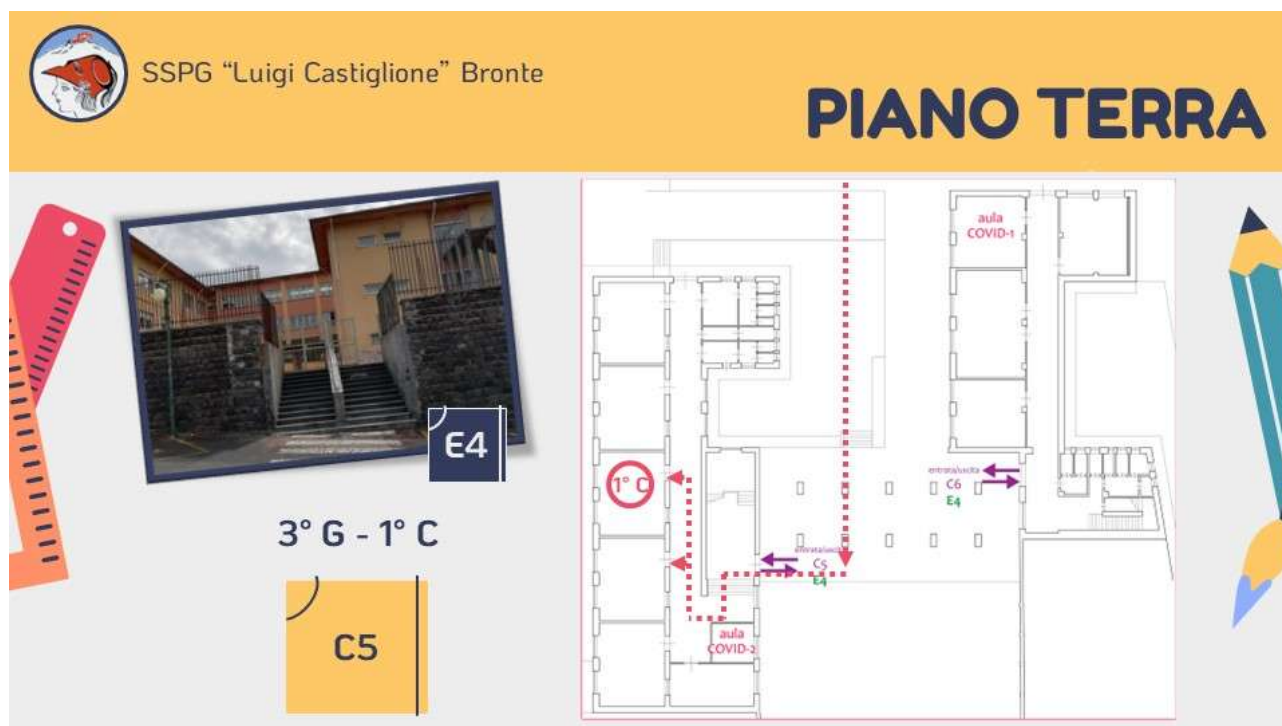 SSPG “Luigi Castiglione” Bronte
PIANO TERRA
E4
3° G - 1° C
C5
aula
COVID-1
1° C
entrata/uscita
C6
E4
entrata/uscita
C5
E4
aula
COVID-2